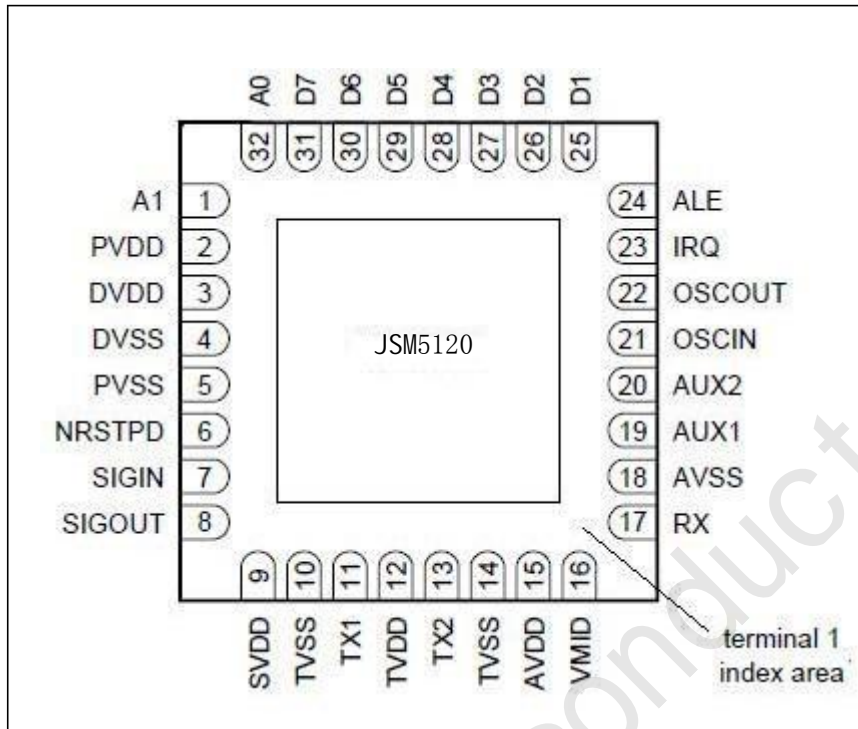 A0 D7 D6 D5 D4 D3 D2 D1
32 31 30 29 28 27 26 25
A1 1
PVDD 2
DVDD 3
DVSS 4
PVSS 5
NRSTPD 6
SIGIN 7
SIGOUT 8
JSM5120
24 ALE
23 IRQ
22 OSCOUT
21 OSCIN
20 AUX2
19 AUX1
18 AVSS
17 RX
9 10 11 12 13 14 15 16
SVDD TVSS TX1 TVDD TX2 TVSS AVDD VMID
terminal 1
index area
onduct